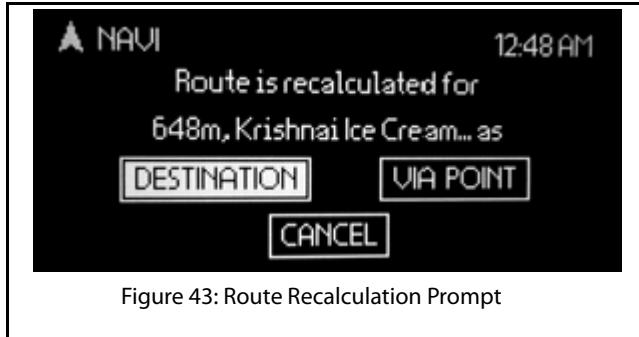 NAVI
12:48 AM
Route is recalculated for
648m, Krishnai Ice Cream... as
DESTINATION VIA POINT
CANCEL
Figure 43: Route Recalculation Prompt